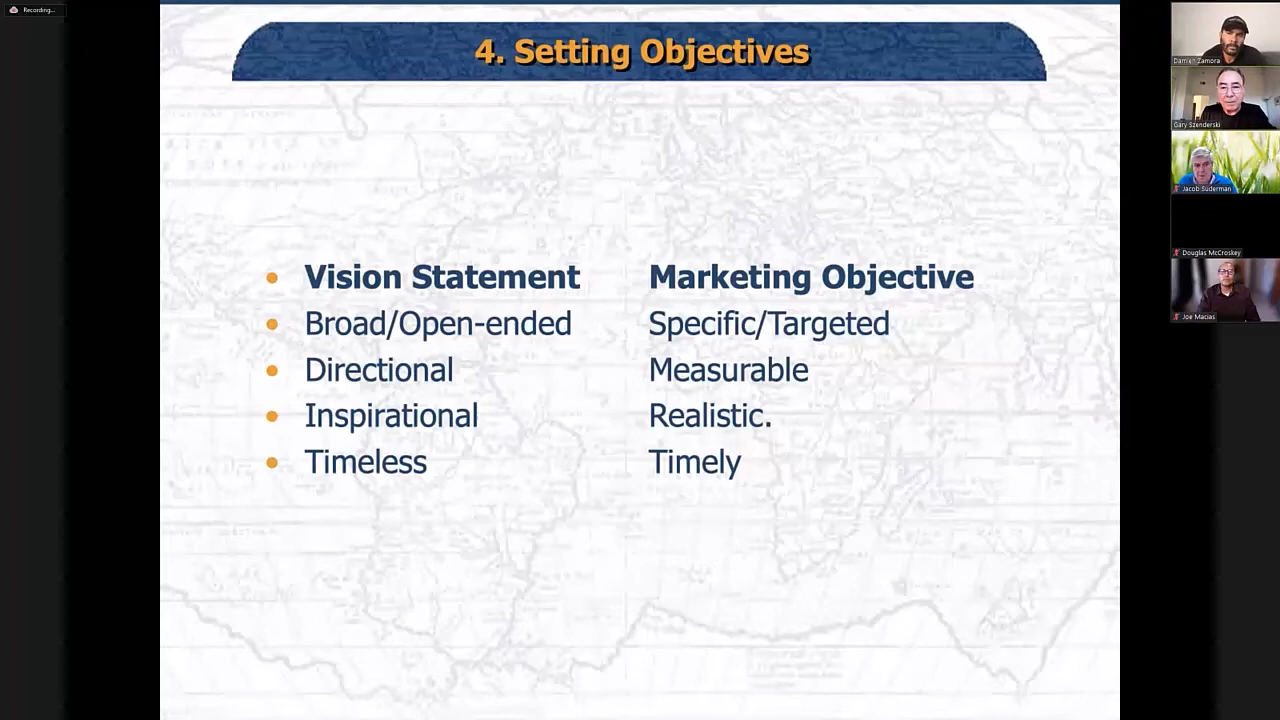 Recording...
4. Setting Objectives
Vision Statement Marketing Objective
Broad/Open-ended Specific/Targeted
Directional Measurable
Inspirational Realistic.
Timeless Timely
Damien Zamora
Gary Szenderski
Jacob Suderman
Douglas McCroskey
Joe Macias